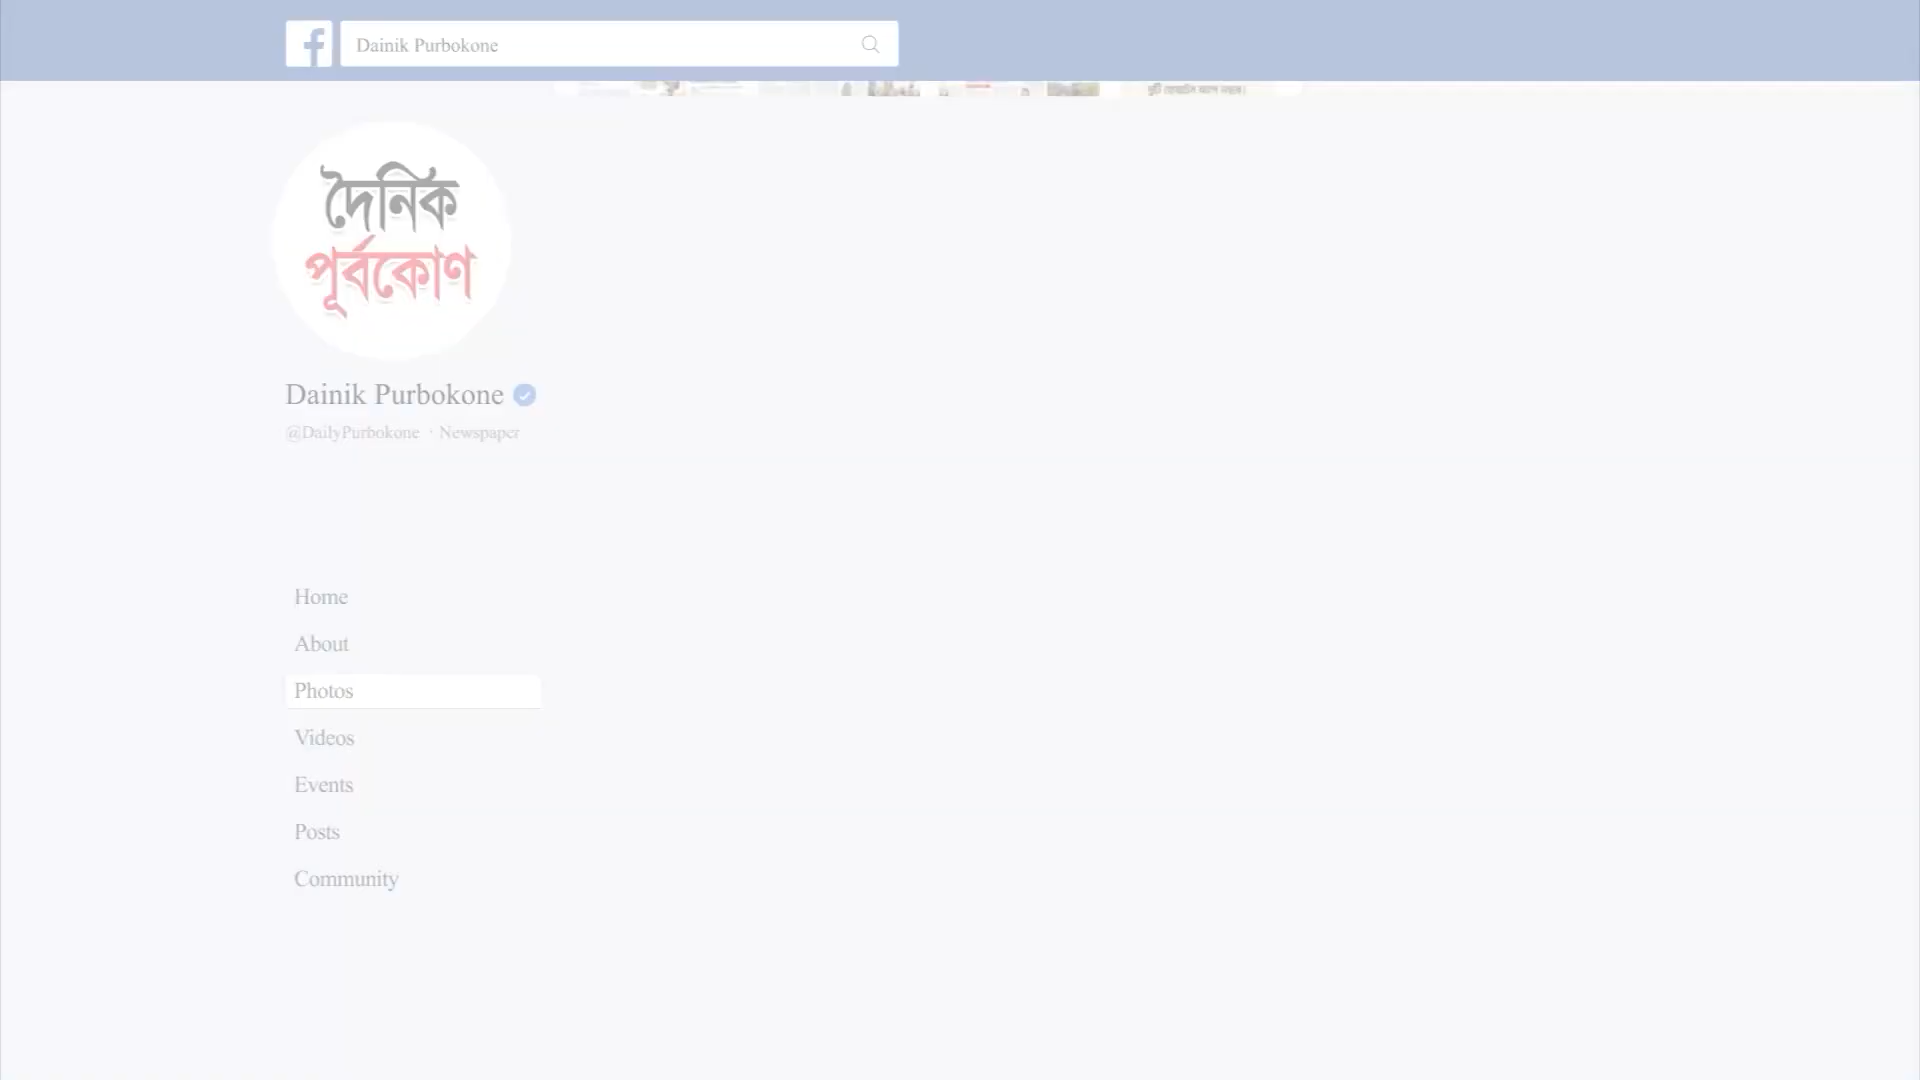 Dainik Purbokone
দৈনিক
পূর্বকোণ
Dainik Purbokone
@DailyPurbokone · Newspaper
Home
About
Photos
Videos
Events
Posts
Community